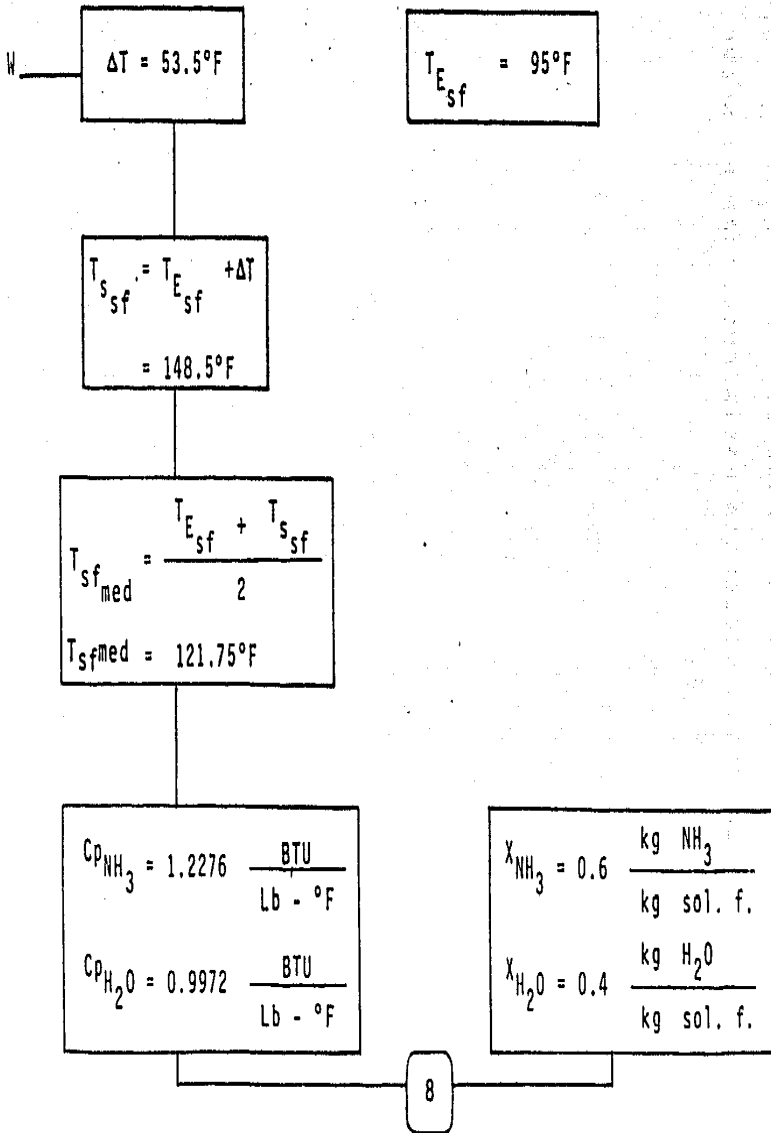 W
ΔT = 53.5°F
T_E_sf = 95°F
T_s_sf = T_E_sf +ΔT
= 148.5°F
T_sf_med = (T_E_sf + T_s_sf) / 2
T_sfmed = 121.75°F
Cp_NH3 = 1.2276 BTU / Lb - °F
Cp_H2O = 0.9972 BTU / Lb - °F
X_NH3 = 0.6 kg NH3 / kg sol. f.
X_H2O = 0.4 kg H2O / kg sol. f.
8